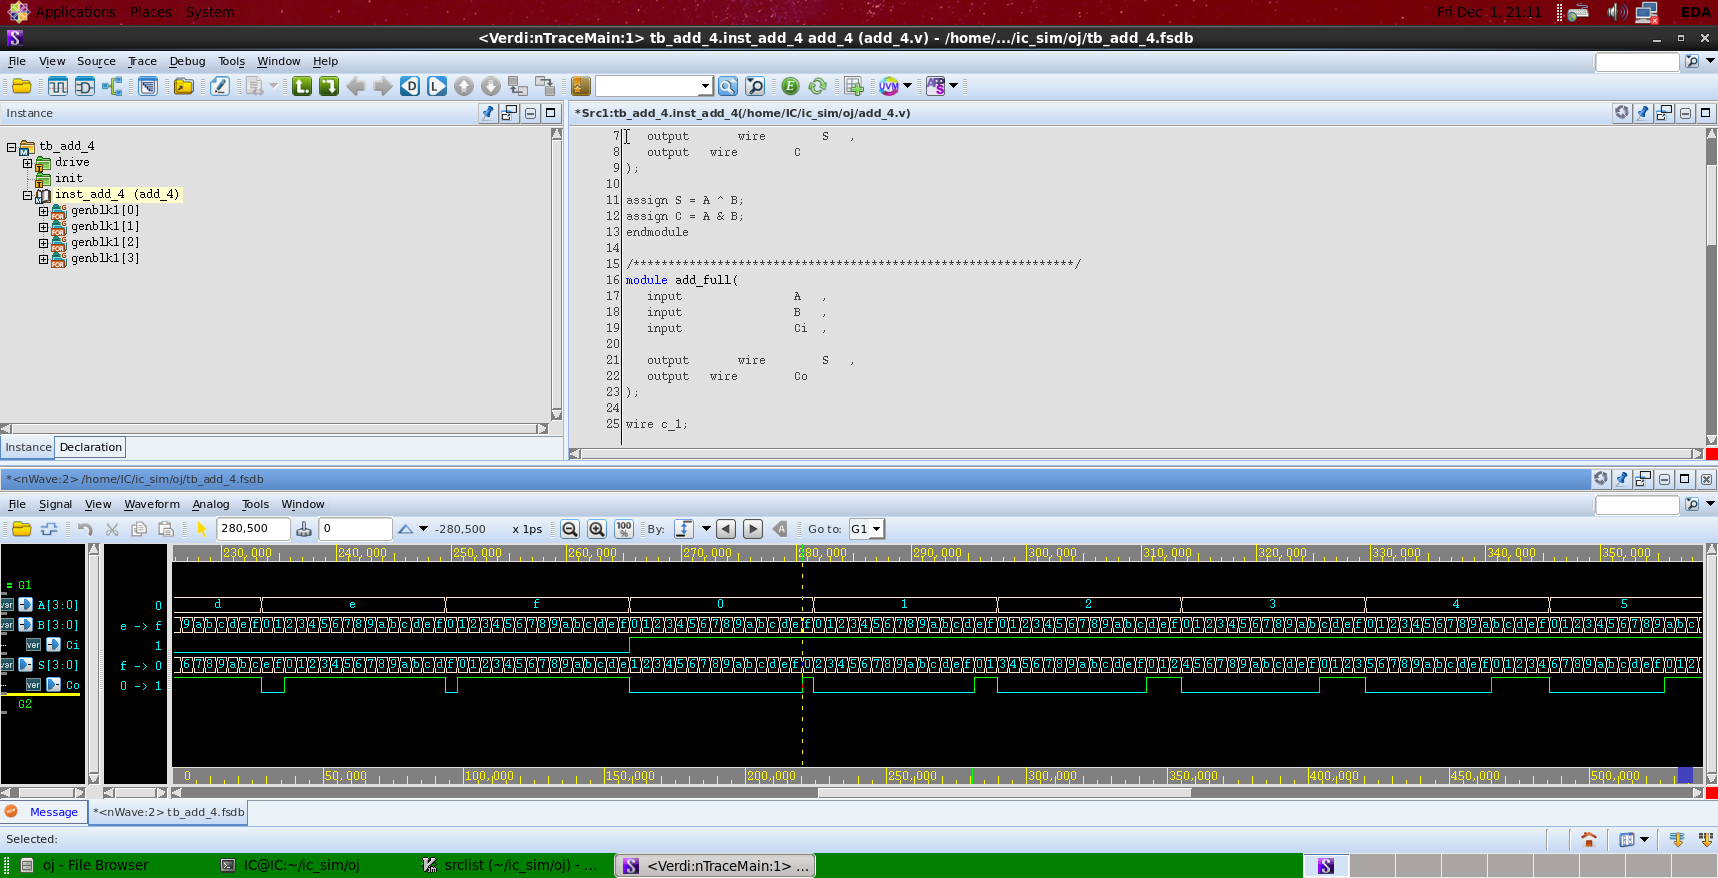 Applications Places System
Fri Dec 1, 21:11
EDA
<Verdi:nTraceMain:1> tb_add_4.inst_add_4 add_4 (add_4.v) - /home/.../ic_sim/oj/tb_add_4.fsdb
File View Source Trace Debug Tools Window Help
Instance
tb_add_4
drive
init
inst_add_4 (add_4)
genblk1[0]
genblk1[1]
genblk1[2]
genblk1[3]
Instance Declaration
*Src1:tb_add_4.inst_add_4(/home/IC/ic_sim/oj/add_4.v)
7 output wire S ,
8 output wire C
9 );
10
11 assign S = A ^ B;
12 assign C = A & B;
13 endmodule
14
15 /***************************************************************/
16 module add_full(
17 input A ,
18 input B ,
19 input Ci ,
20
21 output wire S ,
22 output wire Co
23 );
24
25 wire c_1;
*<nWave:2> /home/IC/ic_sim/oj/tb_add_4.fsdb
File Signal View Waveform Analog Tools Window
280,500 0 -280,500 x 1ps 100 % By: Go to: G1
230,000 240,000 250,000 260,000 270,000 280,000 290,000 300,000 310,000 320,000 330,000 340,000 350,000
= G1
A[3:0] 0 d e f 0 1 2 3 4 5
B[3:0] e -> f 9abcdef0123456789abcdef0123456789abcdef0123456789abcdef0123456789abcdef0123456789abcdef0123456789abcdef0123456789abcdef0123456789abc
Ci 1
S[3:0] f -> 0 6789abcdef0123456789abcdef0123456789abcdef123456789abcdef023456789abcdef013456789abcdef012456789abcdef012356789abcdef01234
Co 0 -> 1
G2
0 50,000 100,000 150,000 200,000 250,000 300,000 350,000 400,000 450,000 500,000
Message *<nWave:2> tb_add_4.fsdb
Selected:
oj - File Browser IC@IC:~/ic_sim/oj srclist (~/ic_sim/oj) - ... <Verdi:nTraceMain:1> ...